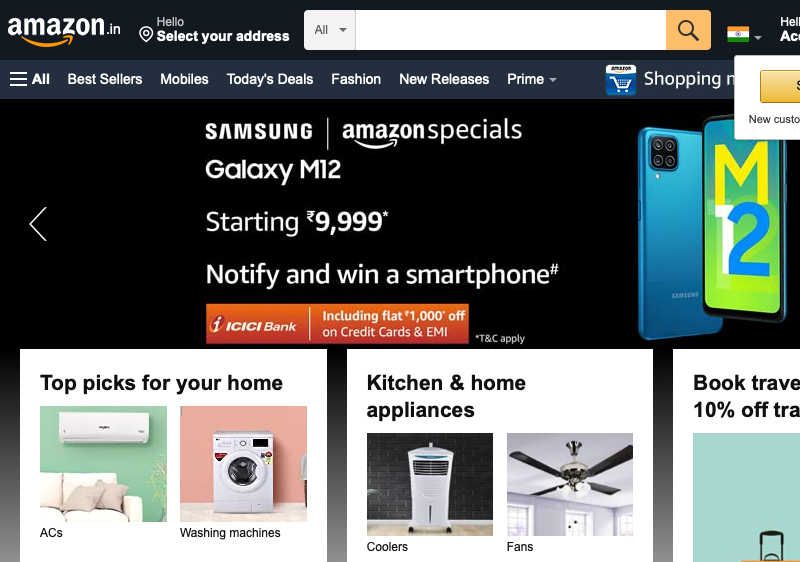 amazon.in
Hello
Select your address
All
Hell
Acc
All
Best Sellers
Mobiles
Today's Deals
Fashion
New Releases
Prime
amazon
Shopping m
S
New custo
SAMSUNG | amazonspecials
Galaxy M12
Starting ₹9,999*
Notify and win a smartphone#
ICICI Bank
Including flat ₹1,000* off
on Credit Cards & EMI
*T&C apply
SAMSUNG
M
12
Top picks for your home
Kitchen & home
appliances
Book trave
10% off tra
ACs
Washing machines
Coolers
Fans